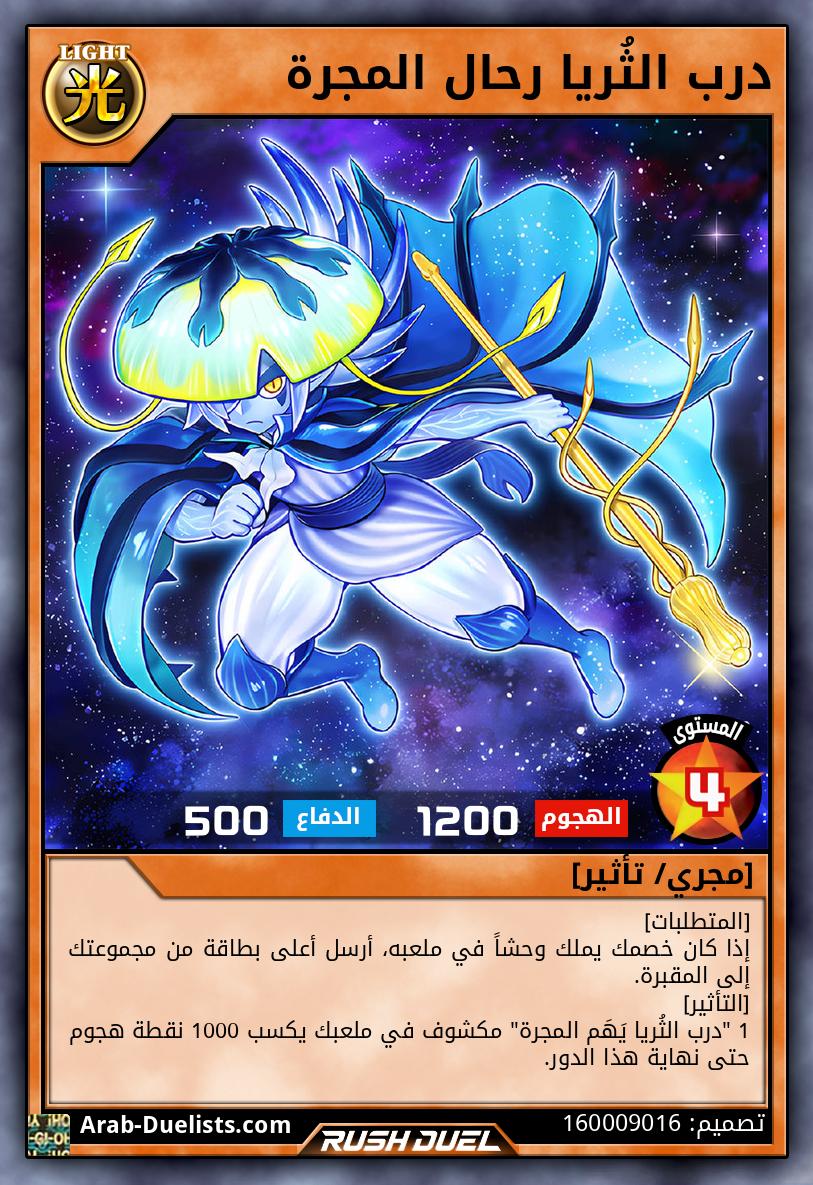 LIGHT
光
درب الثُريا رحال المجرة
المستوى
4
الهجوم 1200 الدفاع 500
[مجري/ تأثير]
[المتطلبات]
إذا كان خصمك يملك وحشاً في ملعبه، أرسل أعلى بطاقة من مجموعتك
إلى المقبرة.
[التأثير]
1 "درب الثُريا يَهَم المجرة" مكشوف في ملعبك يكسب 1000 نقطة هجوم
حتى نهاية هذا الدور.
تصميم: 160009016
Arab-Duelists.com
RUSH DUEL